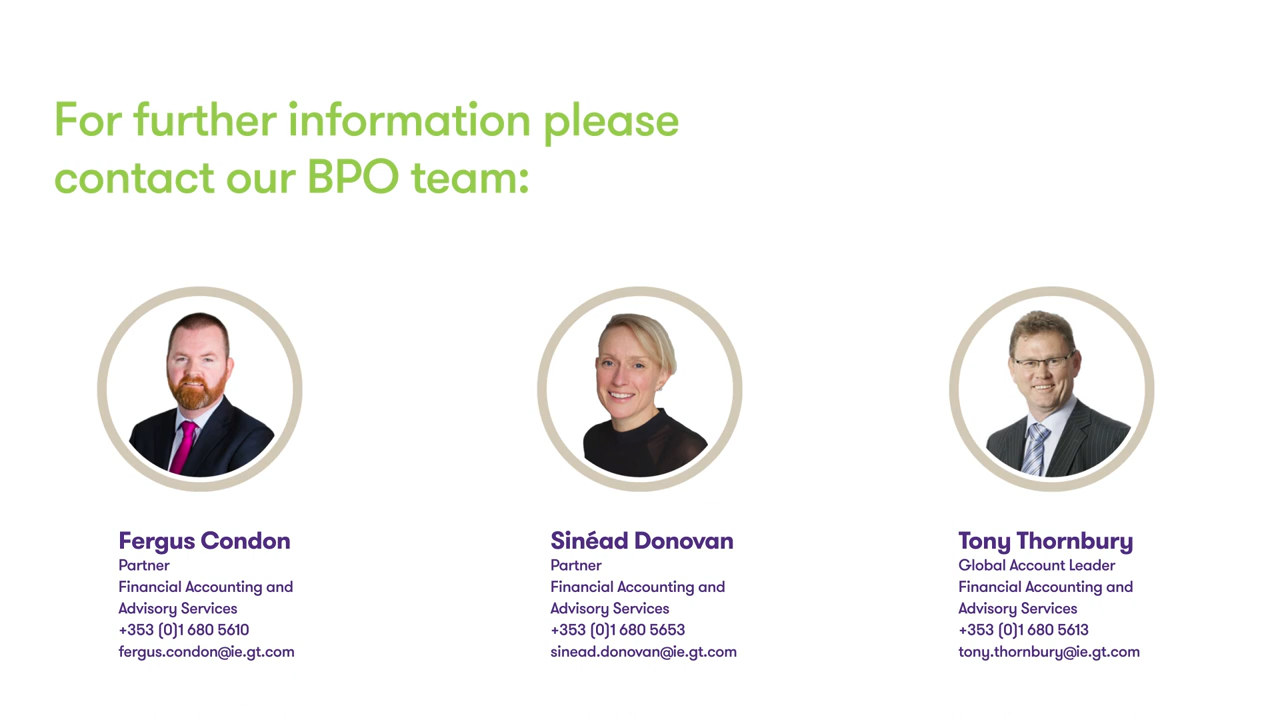 For further information please
contact our BPO team:
Fergus Condon
Partner
Financial Accounting and
Advisory Services
+353 (0)1 680 5610
fergus.condon@ie.gt.com
Sinéad Donovan
Partner
Financial Accounting and
Advisory Services
+353 (0)1 680 5653
sinead.donovan@ie.gt.com
Tony Thornbury
Global Account Leader
Financial Accounting and
Advisory Services
+353 (0)1 680 5613
tony.thornbury@ie.gt.com